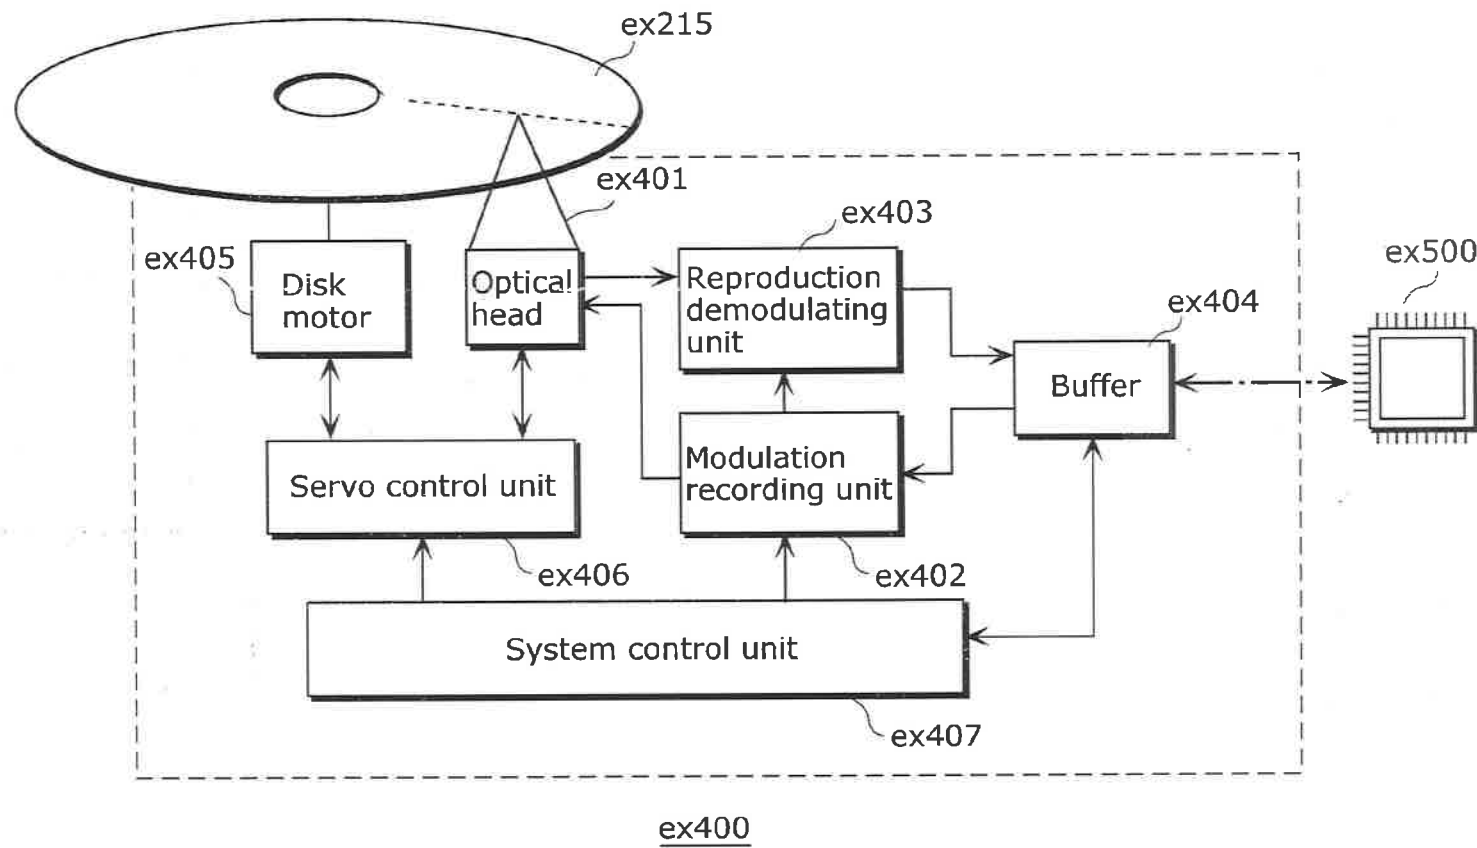 ex215
ex401
ex403
ex405
Disk
motor
Optical
head
Reproduction
demodulating
unit
ex404
ex500
Buffer
Servo control unit
Modulation
recording unit
ex406
ex402
System control unit
ex407
ex400